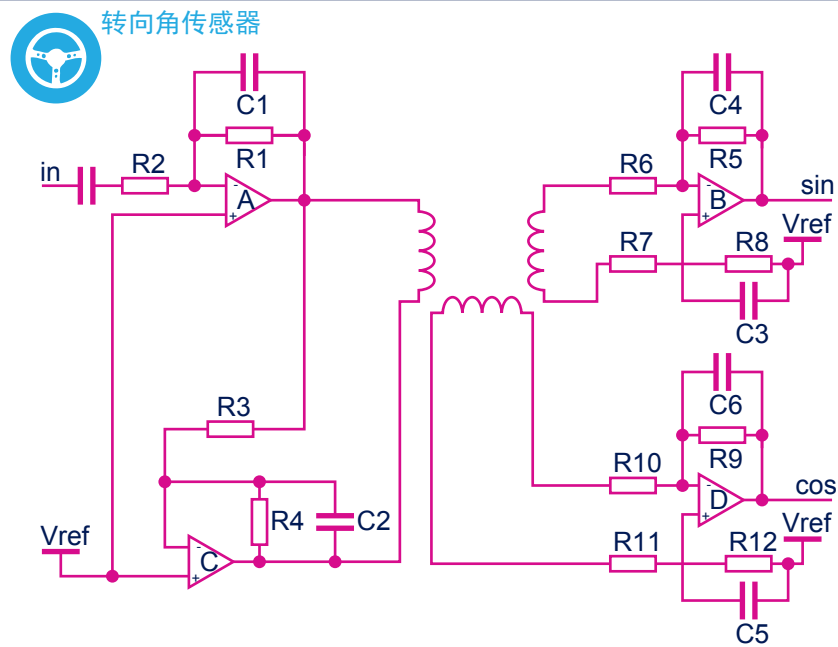 转向角传感器
C1
C4
R1
R5
in
R2
R6
A
B
sin
-
+
-
+
Vref
R7
R8
C3
C6
R3
R9
R10
D
cos
-
+
Vref
R4
C2
Vref
R11
R12
C
-
+
C5